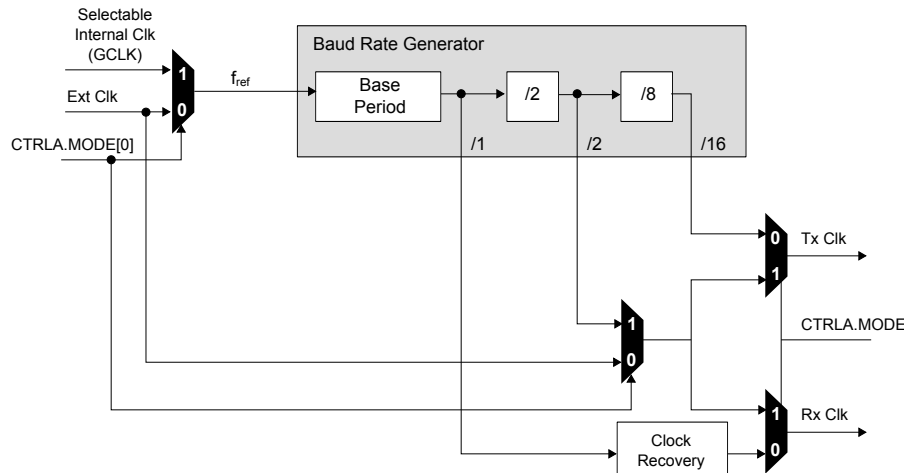 Selectable
Internal Clk
(GCLK)
Baud Rate Generator
1
fref
Base
Period
/2
/8
Ext Clk
0
CTRLA.MODE[0]
/1
/2
/16
0
Tx Clk
1
1
CTRLA.MODE
0
1
Rx Clk
Clock
Recovery
0